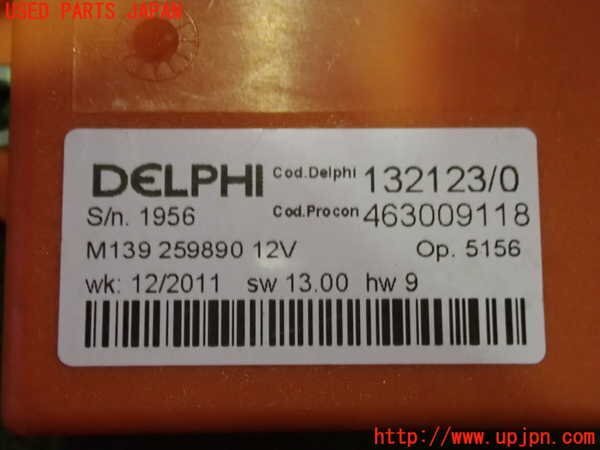 USED PARTS JAPAN
DELPHI Cod.Delphi 132123/0
S/n. 1956 Cod.Procon 463009118
M139 259890 12V Op. 5156
wk: 12/2011 sw 13.00 hw 9
http://www.upjpn.com/